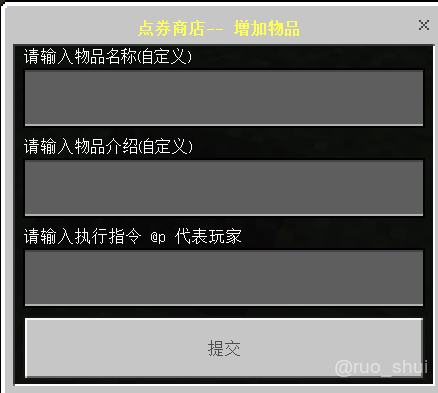 点券商店-- 增加物品
请输入物品名称(自定义)
请输入物品介绍(自定义)
请输入执行指令 @p 代表玩家
提交
@ruo_shui